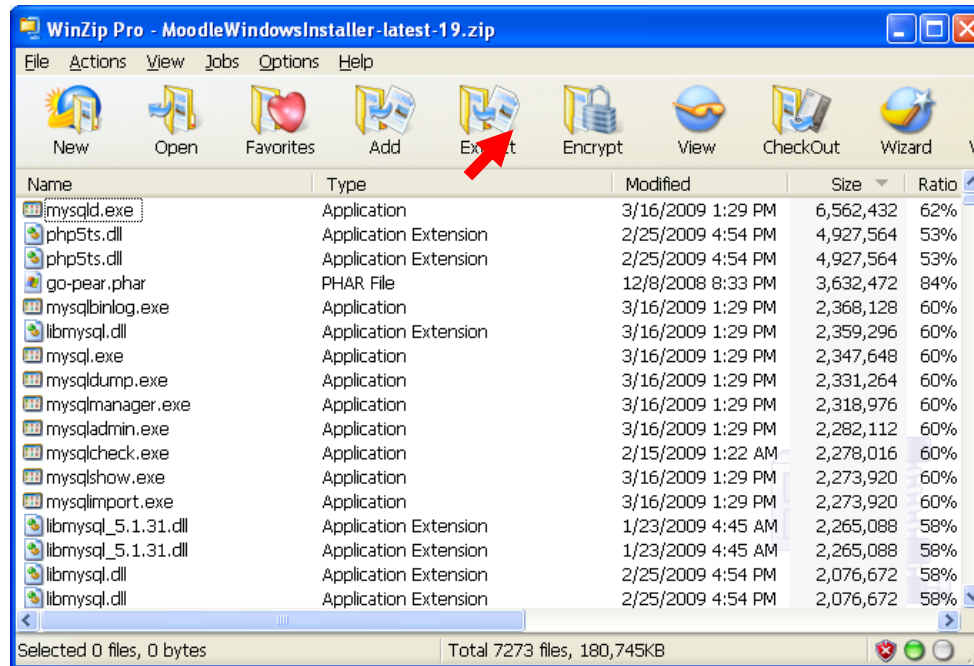 WinZip Pro - MoodleWindowsInstaller-latest-19.zip
File Actions View Jobs Options Help
New Open Favorites Add Extract Encrypt View CheckOut Wizard
Name Type Modified Size Ratio
mysqld.exe Application 3/16/2009 1:29 PM 6,562,432 62%
php5ts.dll Application Extension 2/25/2009 4:54 PM 4,927,564 53%
php5ts.dll Application Extension 2/25/2009 4:54 PM 4,927,564 53%
go-pear.phar PHAR File 12/8/2008 8:33 PM 3,632,472 84%
mysqlbinlog.exe Application 3/16/2009 1:29 PM 2,368,128 60%
libmysql.dll Application Extension 3/16/2009 1:29 PM 2,359,296 60%
mysql.exe Application 3/16/2009 1:29 PM 2,347,648 60%
mysqldump.exe Application 3/16/2009 1:29 PM 2,331,264 60%
mysqlmanager.exe Application 3/16/2009 1:29 PM 2,318,976 60%
mysqladmin.exe Application 3/16/2009 1:29 PM 2,282,112 60%
mysqlcheck.exe Application 2/15/2009 1:22 AM 2,278,016 60%
mysqlshow.exe Application 3/16/2009 1:29 PM 2,273,920 60%
mysqlimport.exe Application 3/16/2009 1:29 PM 2,273,920 60%
libmysql_5.1.31.dll Application Extension 1/23/2009 4:45 AM 2,265,088 58%
libmysql_5.1.31.dll Application Extension 1/23/2009 4:45 AM 2,265,088 58%
libmysql.dll Application Extension 2/25/2009 4:54 PM 2,076,672 58%
libmysql.dll Application Extension 2/25/2009 4:54 PM 2,076,672 58%
Selected 0 files, 0 bytes Total 7273 files, 180,745KB